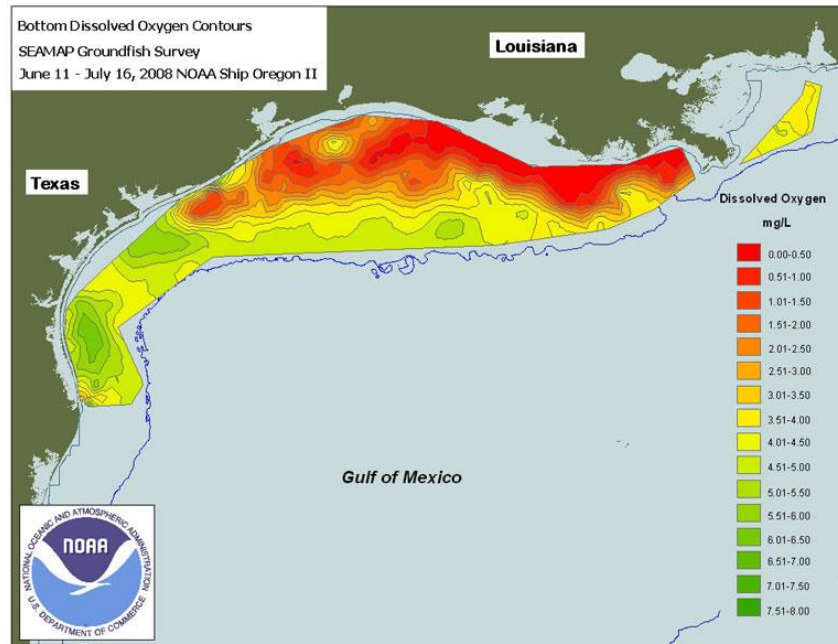 Bottom Dissolved Oxygen Contours
SEAMAP Groundfish Survey
June 11 - July 16, 2008 NOAA Ship Oregon II
Louisiana
Texas
Dissolved Oxygen
mg/L
0.00-0.50
0.51-1.00
1.01-1.50
1.51-2.00
2.01-2.50
2.51-3.00
3.01-3.50
3.51-4.00
4.01-4.50
4.51-5.00
5.01-5.50
5.51-6.00
6.01-6.50
6.51-7.00
7.01-7.50
7.51-8.00
Gulf of Mexico
NATIONAL OCEANIC AND ATMOSPHERIC ADMINISTRATION
NOAA
U.S. DEPARTMENT OF COMMERCE